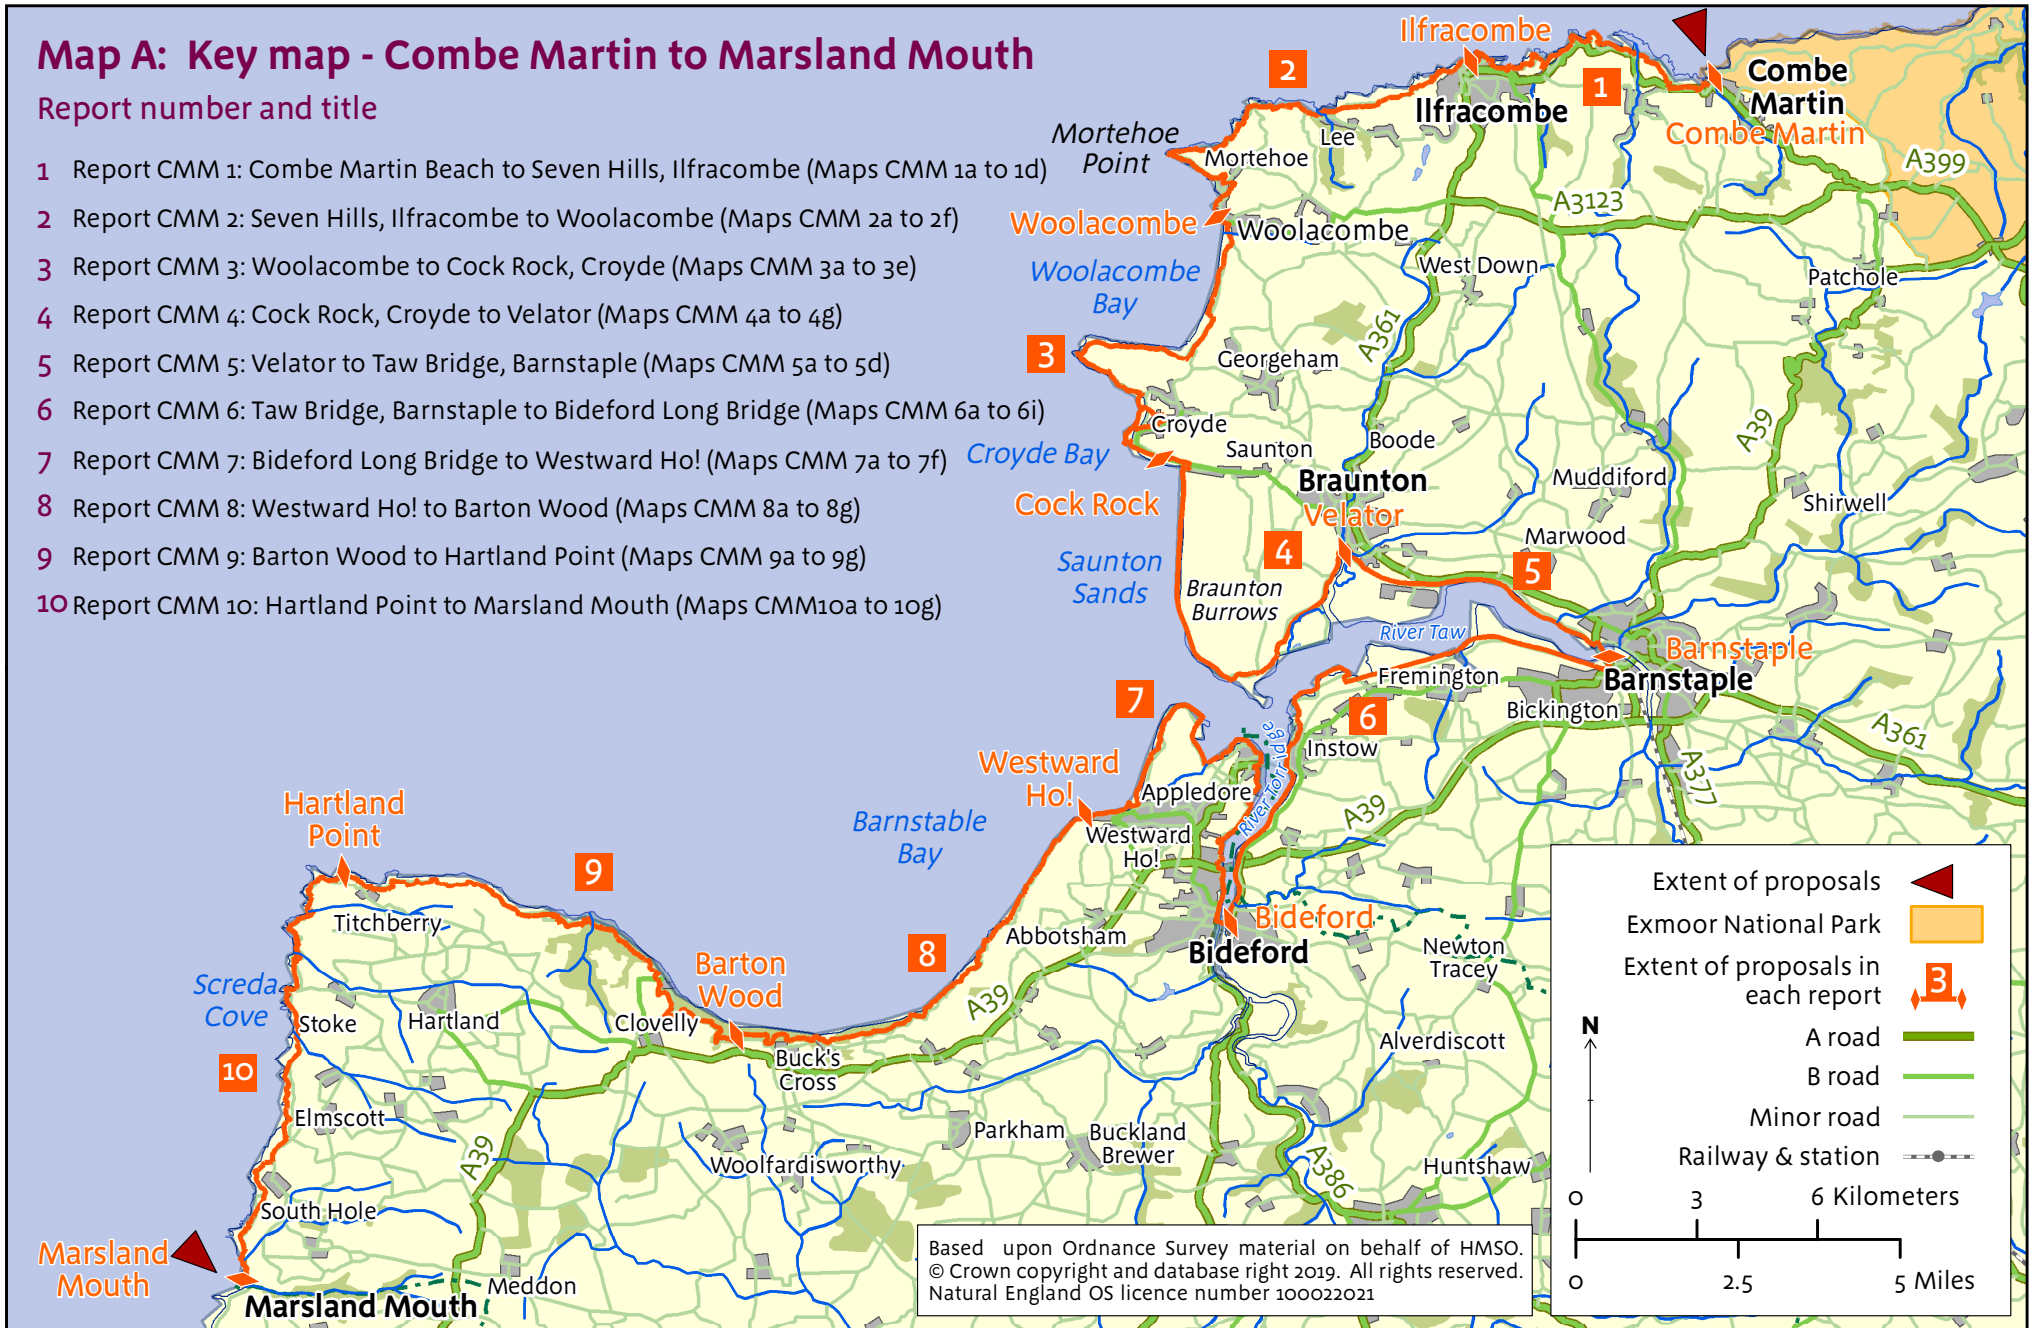 Map A: Key map - Combe Martin to Marsland Mouth
Report number and title
1 Report CMM 1: Combe Martin Beach to Seven Hills, Ilfracombe (Maps CMM 1a to 1d)
2 Report CMM 2: Seven Hills, Ilfracombe to Woolacombe (Maps CMM 2a to 2f)
3 Report CMM 3: Woolacombe to Cock Rock, Croyde (Maps CMM 3a to 3e)
4 Report CMM 4: Cock Rock, Croyde to Velator (Maps CMM 4a to 4g)
5 Report CMM 5: Velator to Taw Bridge, Barnstaple (Maps CMM 5a to 5d)
6 Report CMM 6: Taw Bridge, Barnstaple to Bideford Long Bridge (Maps CMM 6a to 6i)
7 Report CMM 7: Bideford Long Bridge to Westward Ho! (Maps CMM 7a to 7f)
8 Report CMM 8: Westward Ho! to Barton Wood (Maps CMM 8a to 8g)
9 Report CMM 9: Barton Wood to Hartland Point (Maps CMM 9a to 9g)
10 Report CMM 10: Hartland Point to Marsland Mouth (Maps CMM10a to 10g)
Ilfracombe
2
1
Combe
Martin
Combe Martin
Ilfracombe
Lee
Mortehoe
Point
Mortehoe
A399
A3123
Woolacombe
Woolacombe
Woolacombe
Bay
West Down
Patchole
A361
3
Georgeham
Croyde
Saunton
Boode
A39
Croyde Bay
Braunton
Muddiford
Cock Rock
Velator
Shirwell
Marwood
4
5
Saunton
Sands
Braunton
Burrows
River Taw
Barnstaple
Barnstaple
Fremington
7
6
Bickington
A361
Instow
River Torridge
A377
Westward
Ho!
Appledore
A39
Hartland
Point
Barnstable
Bay
Westward
Ho!
9
Titchberry
Bideford
Bideford
Abbotsham
8
Newton
Tracey
Barton
Wood
Screda
Cove
A39
Stoke
Hartland
Clovelly
Alverdiscott
Buck's
Cross
10
Elmscott
A39
Parkham
Buckland
Brewer
Woolfardisworthy
A386
Huntshaw
South Hole
Marsland
Mouth
Meddon
Marsland Mouth
Extent of proposals
Exmoor National Park
Extent of proposals in
each report
3
N
A road
B road
Minor road
Railway & station
0 3 6 Kilometers
0 2.5 5 Miles
Based upon Ordnance Survey material on behalf of HMSO.
© Crown copyright and database right 2019. All rights reserved.
Natural England OS licence number 100022021